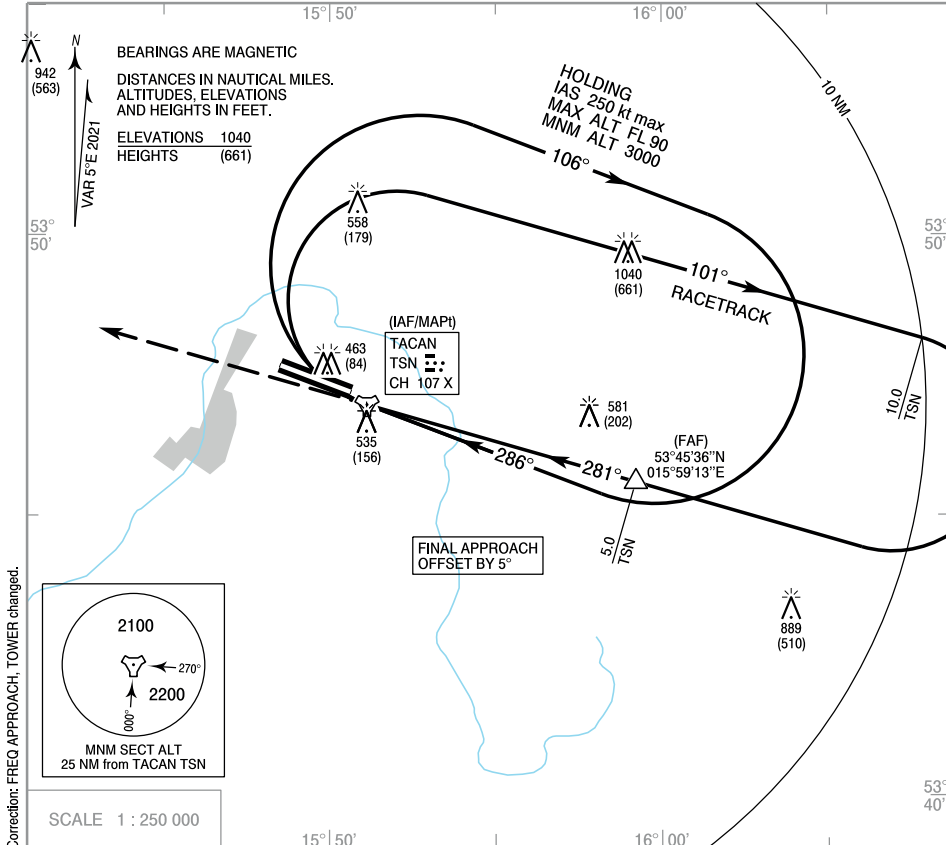 15° 50'
16° 00'
942
(563)
N
VAR 5°E 2021
BEARINGS ARE MAGNETIC
DISTANCES IN NAUTICAL MILES.
ALTITUDES, ELEVATIONS
AND HEIGHTS IN FEET.
ELEVATIONS 1040
HEIGHTS (661)
HOLDING
IAS 250 kt max
MAX ALT FL 90
MNM ALT 3000
10 NM
106°
53°
50'
558
(179)
1040
(661)
101°
RACETRACK
53°
50'
(IAF/MAPt)
TACAN
TSN
CH 107 X
463
(84)
535
(156)
581
(202)
10.0
TSN
(FAF)
53°45'36"N
015°59'13"E
286°
281°
5.0
TSN
FINAL APPROACH
OFFSET BY 5°
889
(510)
2100
270°
2200
000°
MNM SECT ALT
25 NM from TACAN TSN
Correction: FREQ APPROACH, TOWER changed.
SCALE 1 : 250 000
53°
40'
15° 50'
16° 00'